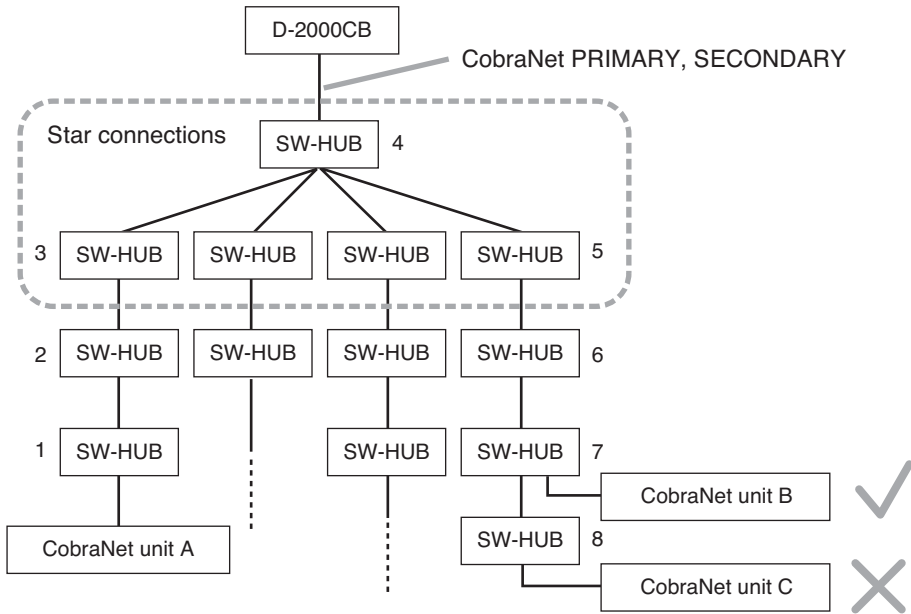 D-2000CB
CobraNet PRIMARY, SECONDARY
Star connections
SW-HUB 4
3 SW-HUB SW-HUB SW-HUB SW-HUB 5
2 SW-HUB SW-HUB SW-HUB SW-HUB 6
1 SW-HUB SW-HUB SW-HUB 7
CobraNet unit B
CobraNet unit A
SW-HUB 8
CobraNet unit C